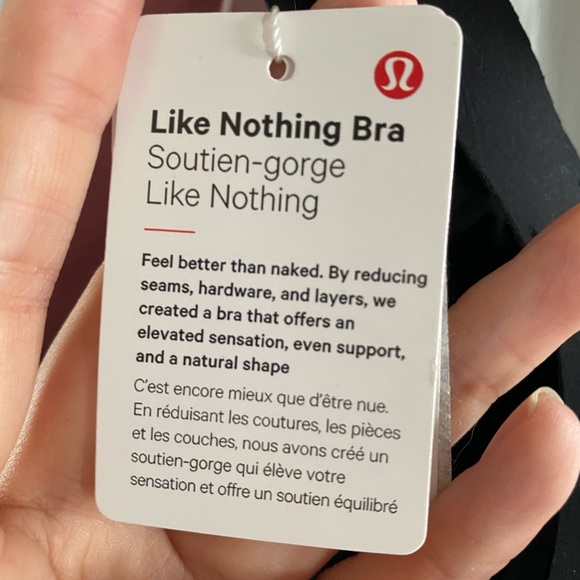 Like Nothing Bra
Soutien-gorge
Like Nothing
Feel better than naked. By reducing
seams, hardware, and layers, we
created a bra that offers an
elevated sensation, even support,
and a natural shape
C'est encore mieux que d'être nue.
En réduisant les coutures, les pièces
et les couches, nous avons créé un
soutien-gorge qui élève votre
sensation et offre un soutien équilibré